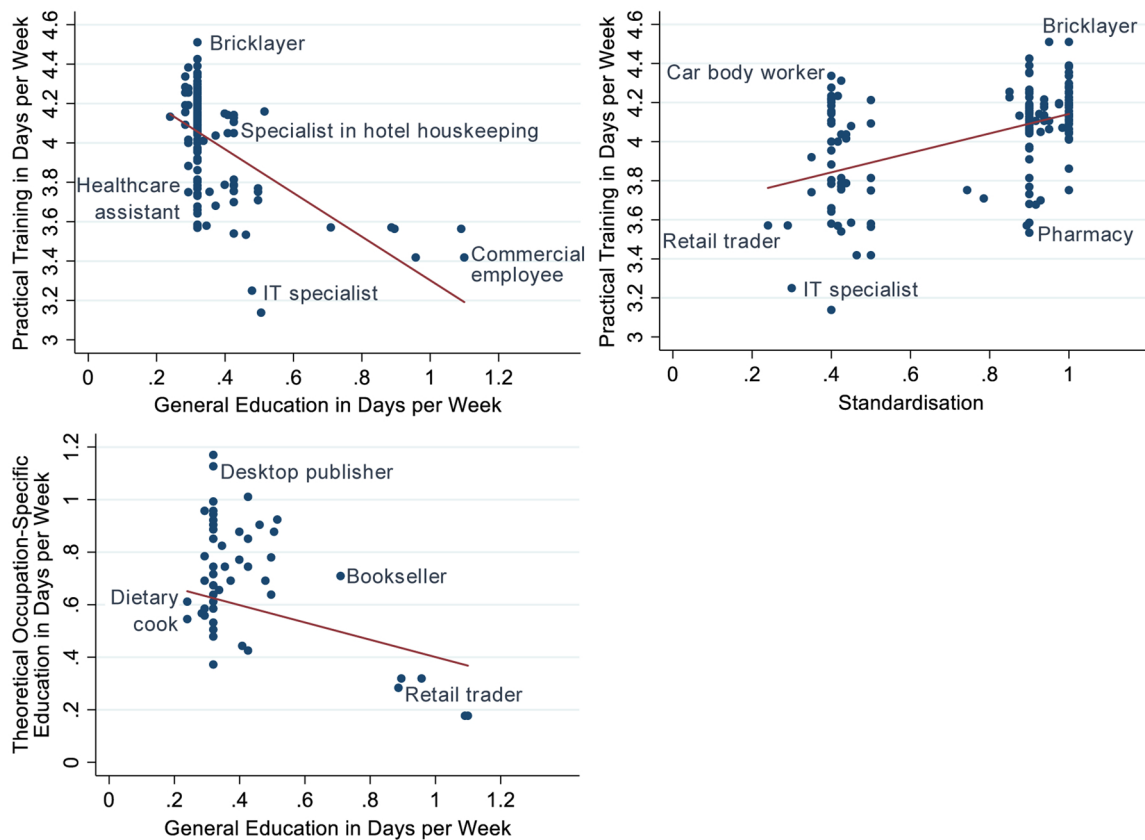 Practical Training in Days per Week
4.6
4.4
4.2
4
3.8
3.6
3.4
3.2
3
Bricklayer
Specialist in hotel houskeeping
Healthcare
assistant
Commercial
employee
IT specialist
0 .2 .4 .6 .8 1 1.2
General Education in Days per Week
Practical Training in Days per Week
4.6
4.4
4.2
4
3.8
3.6
3.4
3.2
3
Bricklayer
Car body worker
Retail trader
Pharmacy
IT specialist
0 .2 .4 .6 .8 1
Standardisation
Theoretical Occupation-Specific
Education in Days per Week
1.2
1
.8
.6
.4
.2
0
Desktop publisher
Bookseller
Dietary
cook
Retail trader
0 .2 .4 .6 .8 1 1.2
General Education in Days per Week